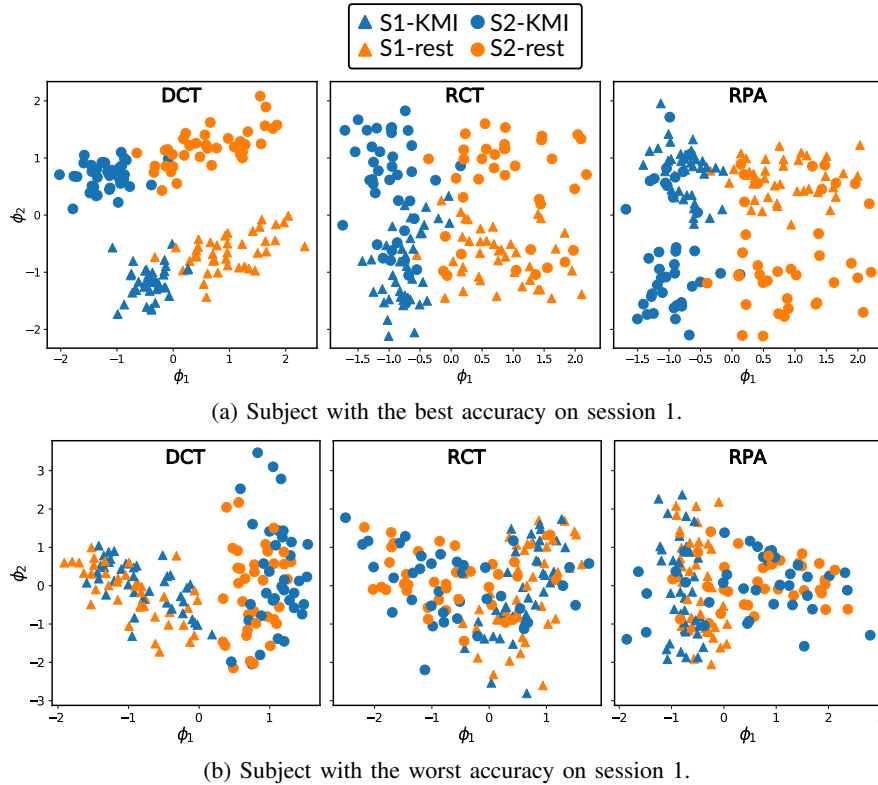 S1-KMI S2-KMI
S1-rest S2-rest
DCT RCT RPA
2
1
0
−1
−2
ϕ2
−2 −1 0 1 2
−1.5 −1.0 −0.5 0.0 0.5 1.0 1.5 2.0
−1.5 −1.0 −0.5 0.0 0.5 1.0 1.5 2.0
ϕ1 ϕ1 ϕ1
(a) Subject with the best accuracy on session 1.
DCT RCT RPA
3
2
1
0
−1
−2
−3
ϕ2
−2 −1 0 1
−2 −1 0 1
−2 −1 0 1 2
ϕ1 ϕ1 ϕ1
(b) Subject with the worst accuracy on session 1.